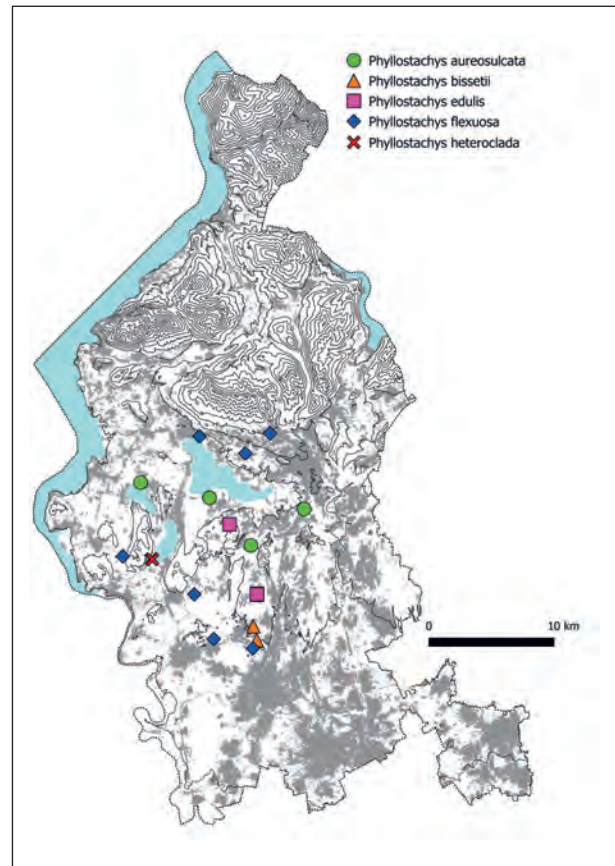 Phyllostachys aureosulcata
Phyllostachys bissetii
Phyllostachys edulis
Phyllostachys flexuosa
Phyllostachys heteroclada
0 10 km